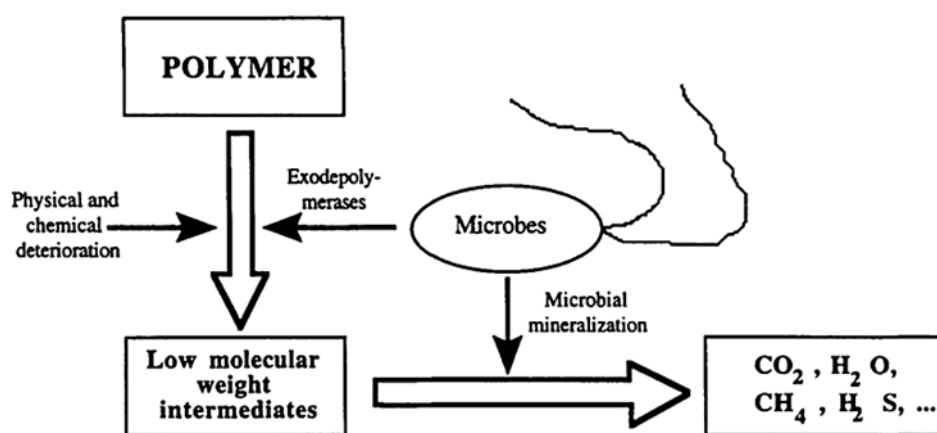 POLYMER
Exodepoly-
merases
Physical and
chemical
deterioration
Microbes
Microbial
mineralization
Low molecular
weight
intermediates
CO₂ , H₂ O,
CH₄ , H₂ S, ...